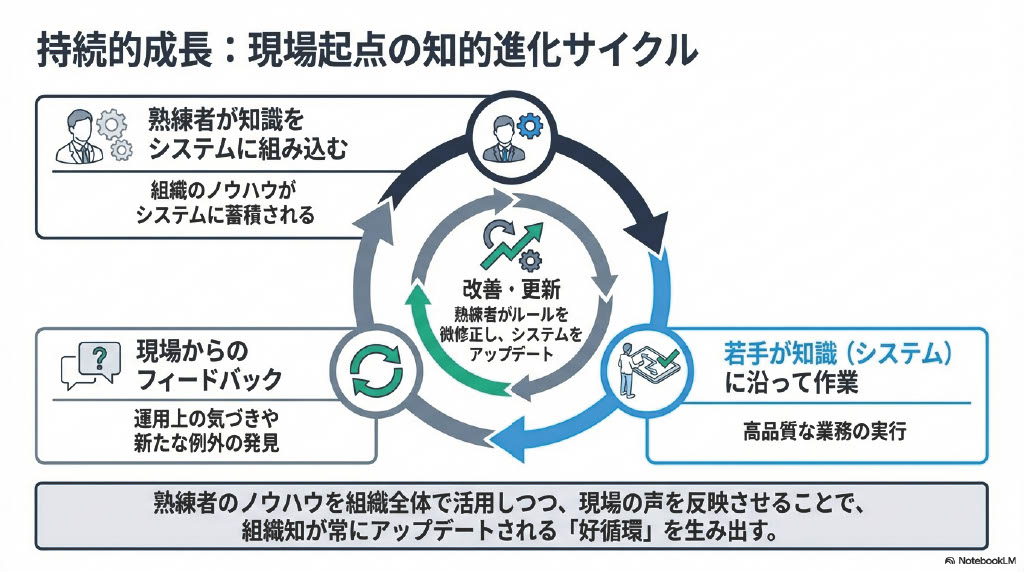 持続的成長：現場起点の知的進化サイクル
熟練者が知識を
システムに組み込む
組織のノウハウが
システムに蓄積される
改善・更新
熟練者がルールを
微修正し、システムを
アップデート
若手が知識（システム）
に沿って作業
高品質な業務の実行
現場からの
フィードバック
?
運用上の気づきや
新たな例外の発見
熟練者のノウハウを組織全体で活用しつつ、現場の声を反映させることで、
組織知が常にアップデートされる「好循環」を生み出す。
NotebookLM